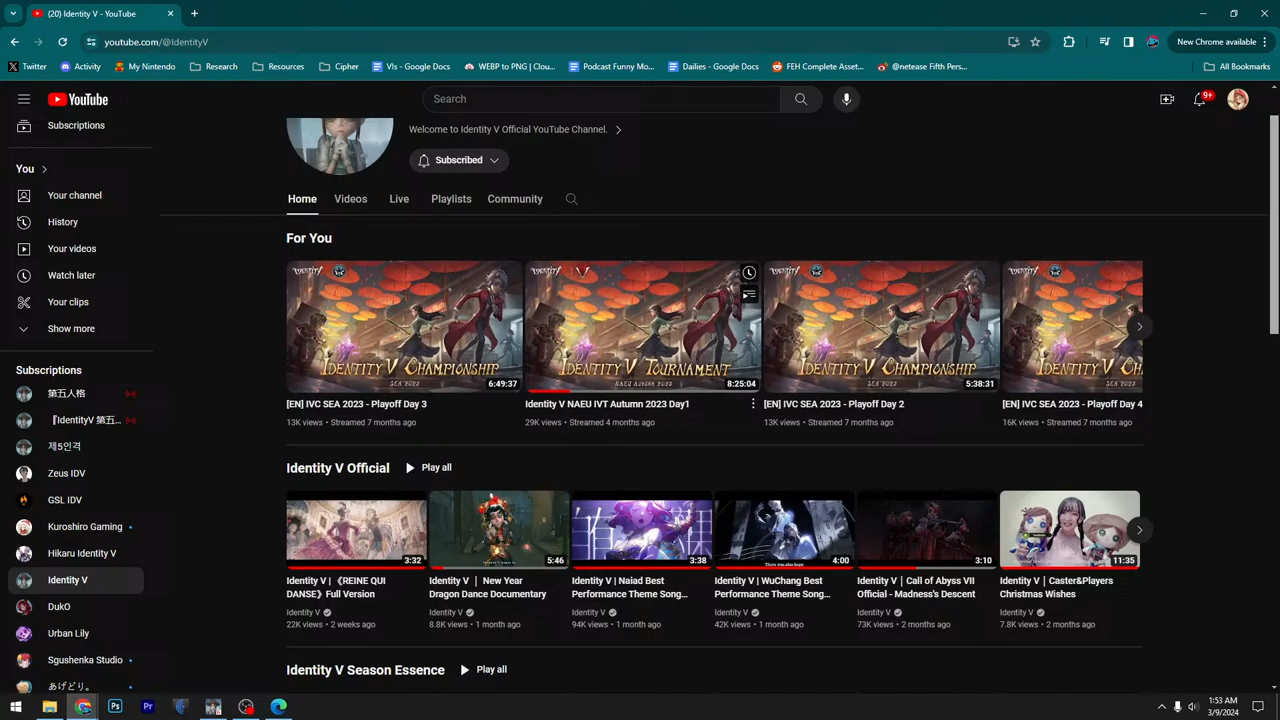 (20) Identity V - YouTube
youtube.com/@IdentityV
New Chrome available
Twitter
Activity
My Nintendo
Research
Resources
Cipher
VIs - Google Docs
WEBP to PNG | Clou...
Podcast Funny Mo...
Dailies - Google Docs
FEH Complete Asset...
@netease Fifth Pers...
All Bookmarks
YouTube
Search
9+
Subscriptions
You
Your channel
History
Your videos
Watch later
Your clips
Show more
Subscriptions
第五人格
『IdentityV 第五...
제5인격
Zeus IDV
GSL IDV
Kuroshiro Gaming
Hikaru Identity V
Identity V
DukO
Urban Lily
Sgushenka Studio
あげどり。
Welcome to Identity V Official YouTube Channel.
Subscribed
Home
Videos
Live
Playlists
Community
For You
IDENTITY V CHAMPIONSHIP
SEA 2023
6:49:37
[EN] IVC SEA 2023 - Playoff Day 3
13K views • Streamed 7 months ago
IDENTITY V TOURNAMENT
NAEU AUTUMN 2023
8:25:04
Identity V NAEU IVT Autumn 2023 Day1
29K views • Streamed 4 months ago
IDENTITY V CHAMPIONSHIP
SEA 2023
5:38:31
[EN] IVC SEA 2023 - Playoff Day 2
13K views • Streamed 7 months ago
[EN] IVC SEA 2023 - Playoff Day 4
16K views • Streamed 7 months ago
Identity V Official
Play all
3:32
Identity V | 《REINE QUI
DANSE》Full Version
Identity V
22K views • 2 weeks ago
5:46
Identity V ｜ New Year
Dragon Dance Documentary
Identity V
8.8K views • 1 month ago
3:38
Identity V | Naiad Best
Performance Theme Song...
Identity V
94K views • 1 month ago
There was also hope
4:00
Identity V | WuChang Best
Performance Theme Song...
Identity V
42K views • 1 month ago
3:10
Identity V｜Call of Abyss VII
Official - Madness's Descent
Identity V
73K views • 2 months ago
11:35
Identity V｜Caster&Players
Christmas Wishes
Identity V
7.8K views • 2 months ago
Identity V Season Essence
Play all
1:53 AM
3/9/2024